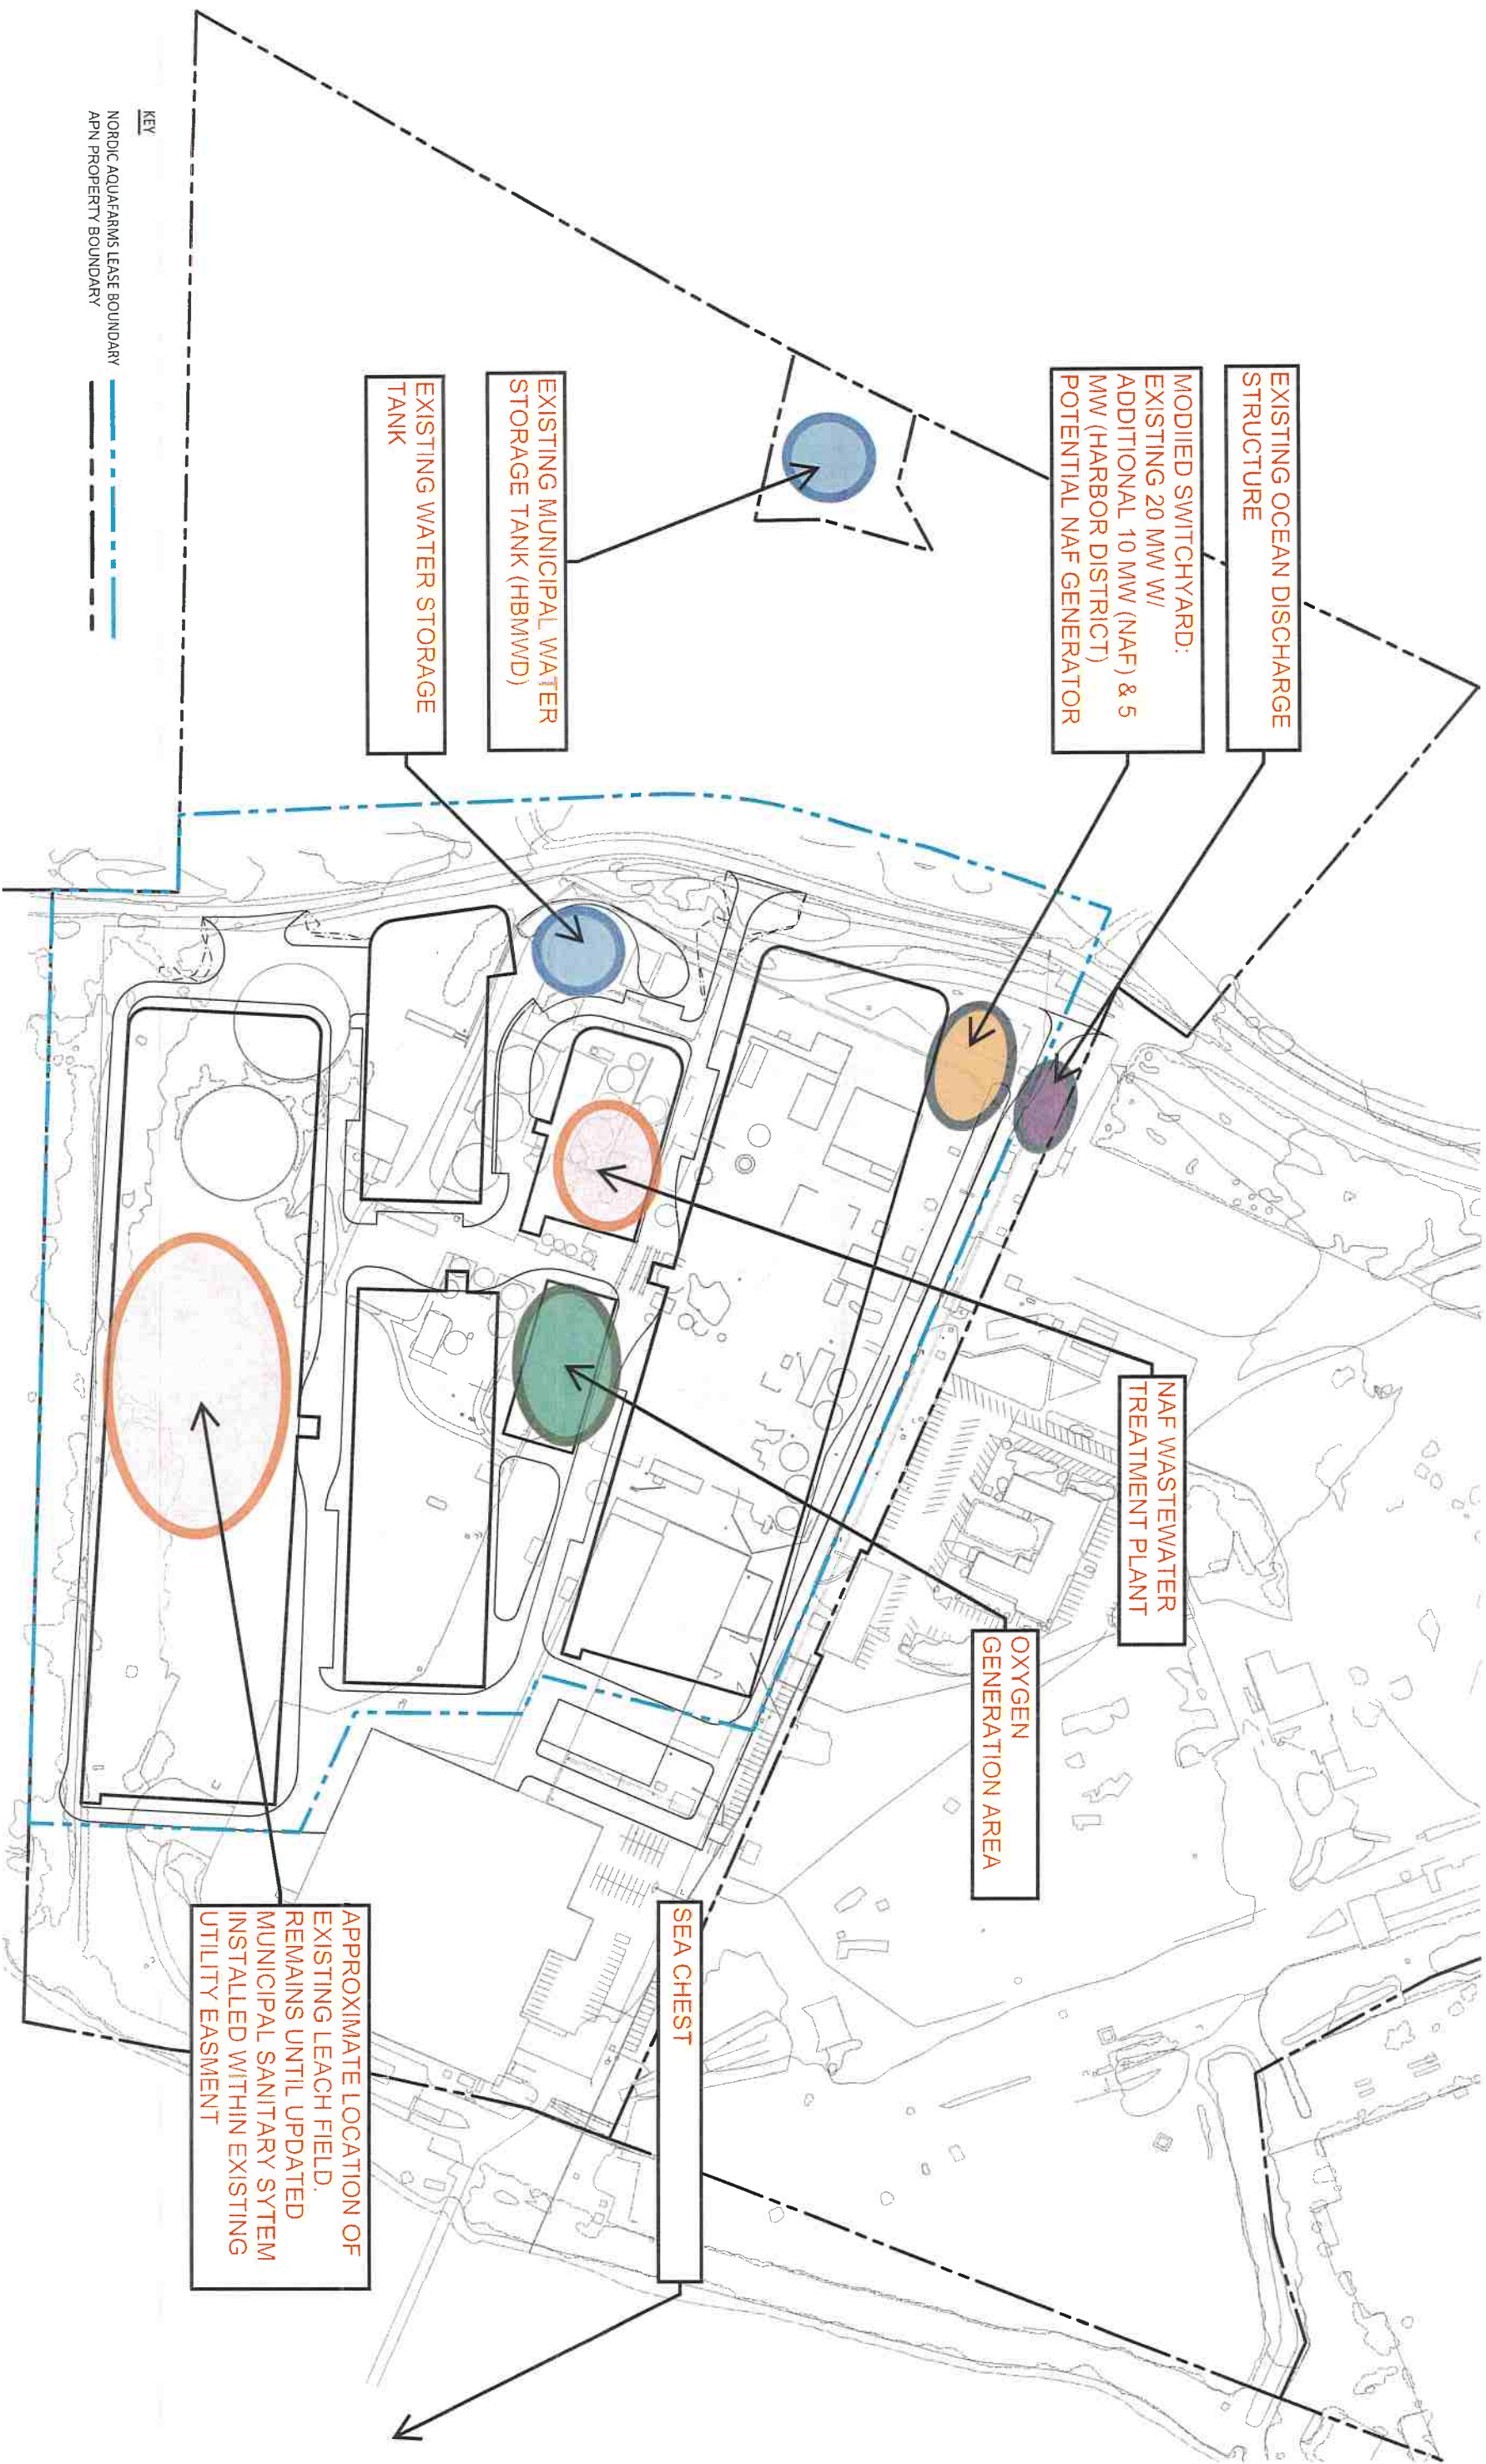 EXISTING OCEAN DISCHARGE
STRUCTURE
MODIIED SWITCHYARD:
EXISTING 20 MW W/
ADDITIONAL 10 MW (NAF) & 5
MW (HARBOR DISTRICT)
POTENTIAL NAF GENERATOR
EXISTING MUNICIPAL WATER
STORAGE TANK (HBMWD)
EXISTING WATER STORAGE
TANK
NAF WASTEWATER
TREATMENT PLANT
OXYGEN
GENERATION AREA
SEA CHEST
APPROXIMATE LOCATION OF
EXISTING LEACH FIELD.
REMAINS UNTIL UPDATED
MUNICIPAL SANITARY SYTEM
INSTALLED WITHIN EXISTING
UTILITY EASMENT
KEY
NORDIC AQUAFARMS LEASE BOUNDARY
APN PROPERTY BOUNDARY